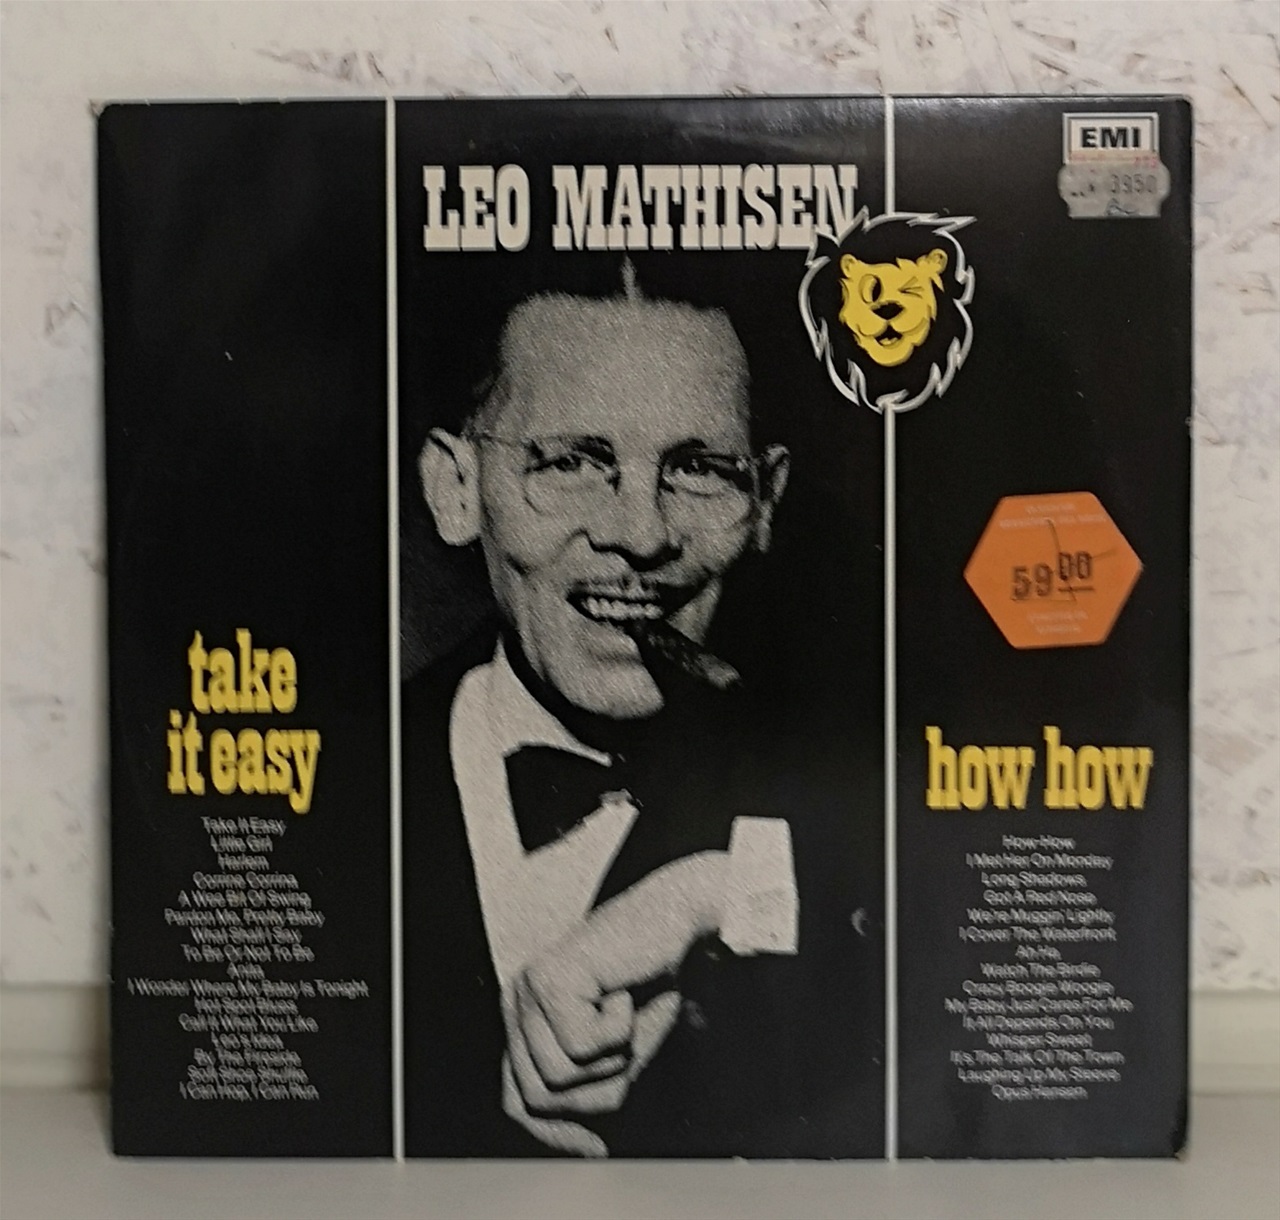 LEO MATHISEN
EMI
3950
59 00
take
it easy
Take It Easy
Little Girl
Harlem
Corrine Corrina
A Wee Bit Of Swing
Pardon Me, Pretty Baby
What Shall I Say
To Be Or Not To Be
Anita
I Wonder Where My Baby Is Tonight
Hot Spot Blues
Call It What You Like
Leo's Idea
By The Fireside
Shuffle
I Can Hop, I Can Run
how how
How-How
I Met Her On Monday
Long Shadows
Got A Red Nose
We're Muggin' Lightly
I Cover The Waterfront
Ah-Ha
Watch The Birdie
Crazy Boogie Woogie
My Baby Just Cares For Me
It All Depends On You
Whisper Sweet
It's The Talk Of The Town
Laughing Up My Sleeve
Opus Hansen